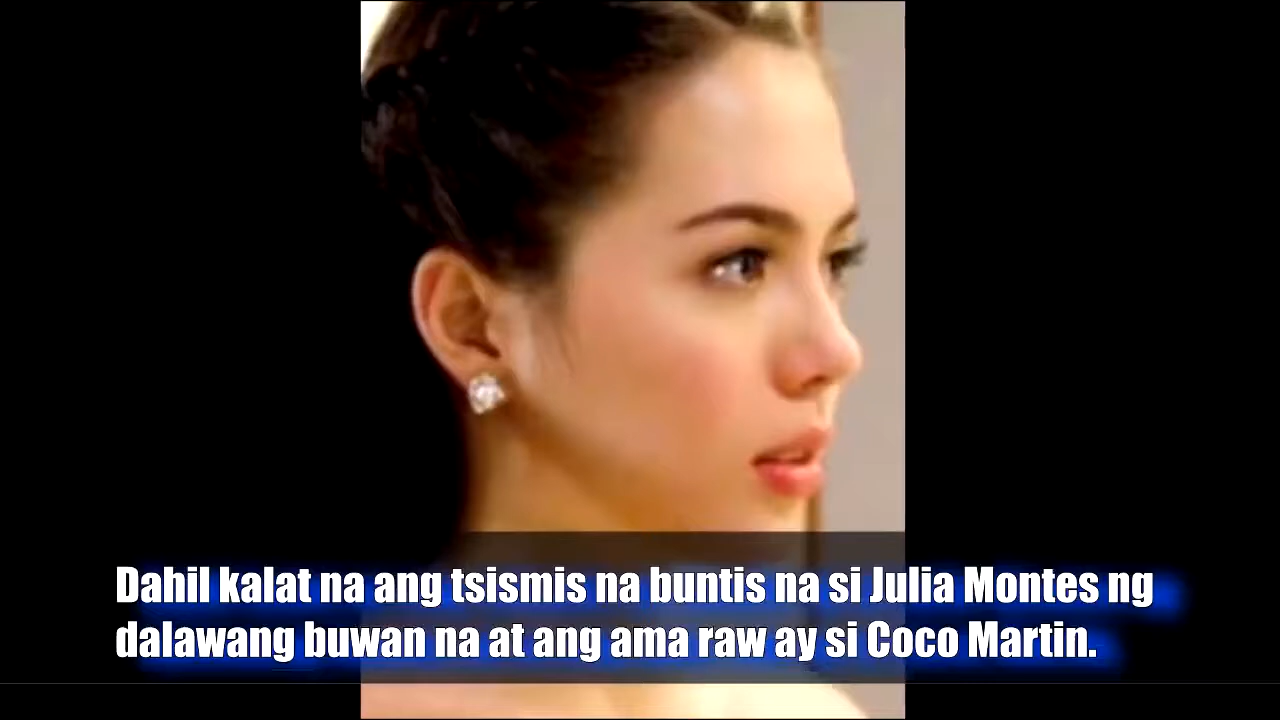 Dahil kalat na ang tsismis na buntis na si Julia Montes ng
dalawang buwan na at ang ama raw ay si Coco Martin.